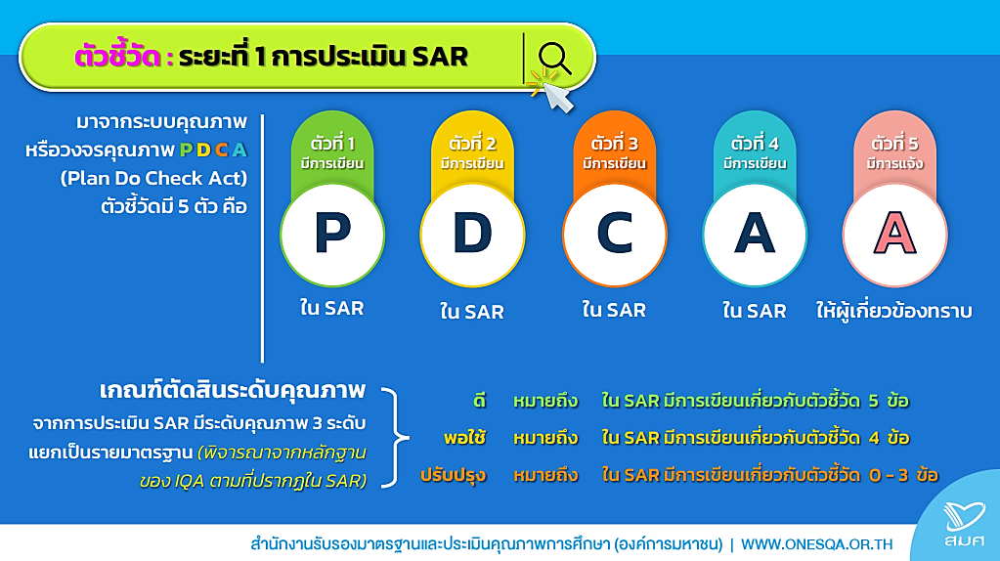 ตัวชี้วัด : ระยะที่ 1 การประเมิน SAR
มาจากระบบคุณภาพ
หรือวงจรคุณภาพ P D C A
(Plan Do Check Act)
ตัวชี้วัดมี 5 ตัว คือ
ตัวที่ 1
มีการเขียน
P
ใน SAR
ตัวที่ 2
มีการเขียน
D
ใน SAR
ตัวที่ 3
มีการเขียน
C
ใน SAR
ตัวที่ 4
มีการเขียน
A
ใน SAR
ตัวที่ 5
มีการแจ้ง
A
ให้ผู้เกี่ยวข้องทราบ
เกณฑ์ตัดสินระดับคุณภาพ
จากการประเมิน SAR มีระดับคุณภาพ 3 ระดับ
แยกเป็นรายมาตรฐาน (พิจารณาจากหลักฐาน
ของ IQA ตามที่ปรากฏใน SAR)
ดี หมายถึง ใน SAR มีการเขียนเกี่ยวกับตัวชี้วัด 5 ข้อ
พอใช้ หมายถึง ใน SAR มีการเขียนเกี่ยวกับตัวชี้วัด 4 ข้อ
ปรับปรุง หมายถึง ใน SAR มีการเขียนเกี่ยวกับตัวชี้วัด 0 - 3 ข้อ
สำนักงานรับรองมาตรฐานและประเมินคุณภาพการศึกษา (องค์การมหาชน) | WWW.ONESQA.OR.TH
สมศ